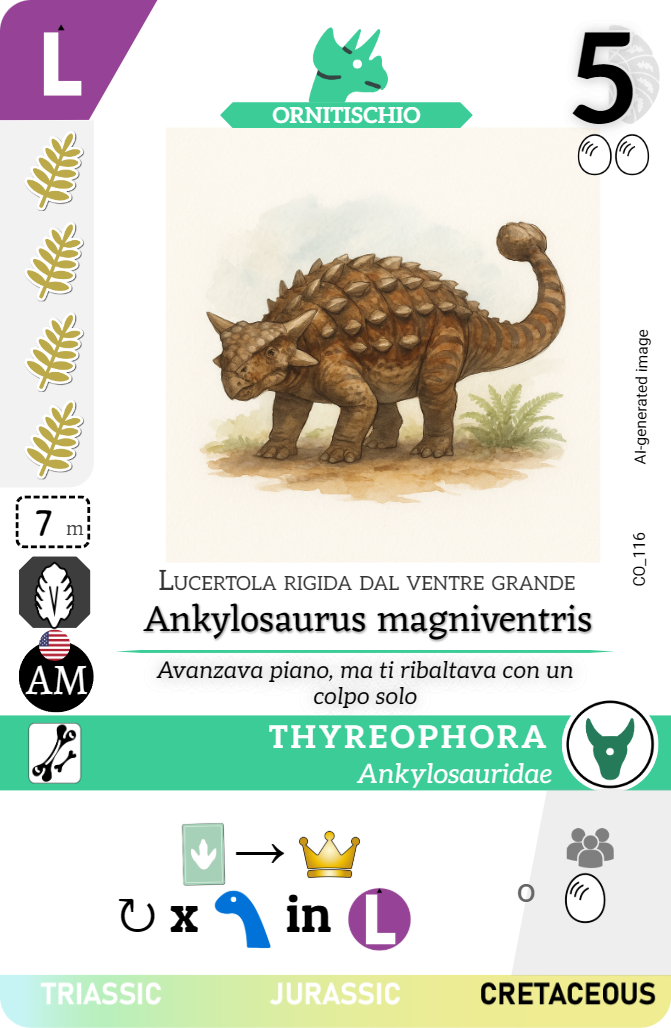 L
ORNITISCHIO
5
AI-generated image
CO_116
7 m
AM
Lucertola rigida dal ventre grande
Ankylosaurus magniventris
Avanzava piano, ma ti ribaltava con un
colpo solo
THYREOPHORA
Ankylosauridae
→
↻ x in L
o
TRIASSIC JURASSIC CRETACEOUS